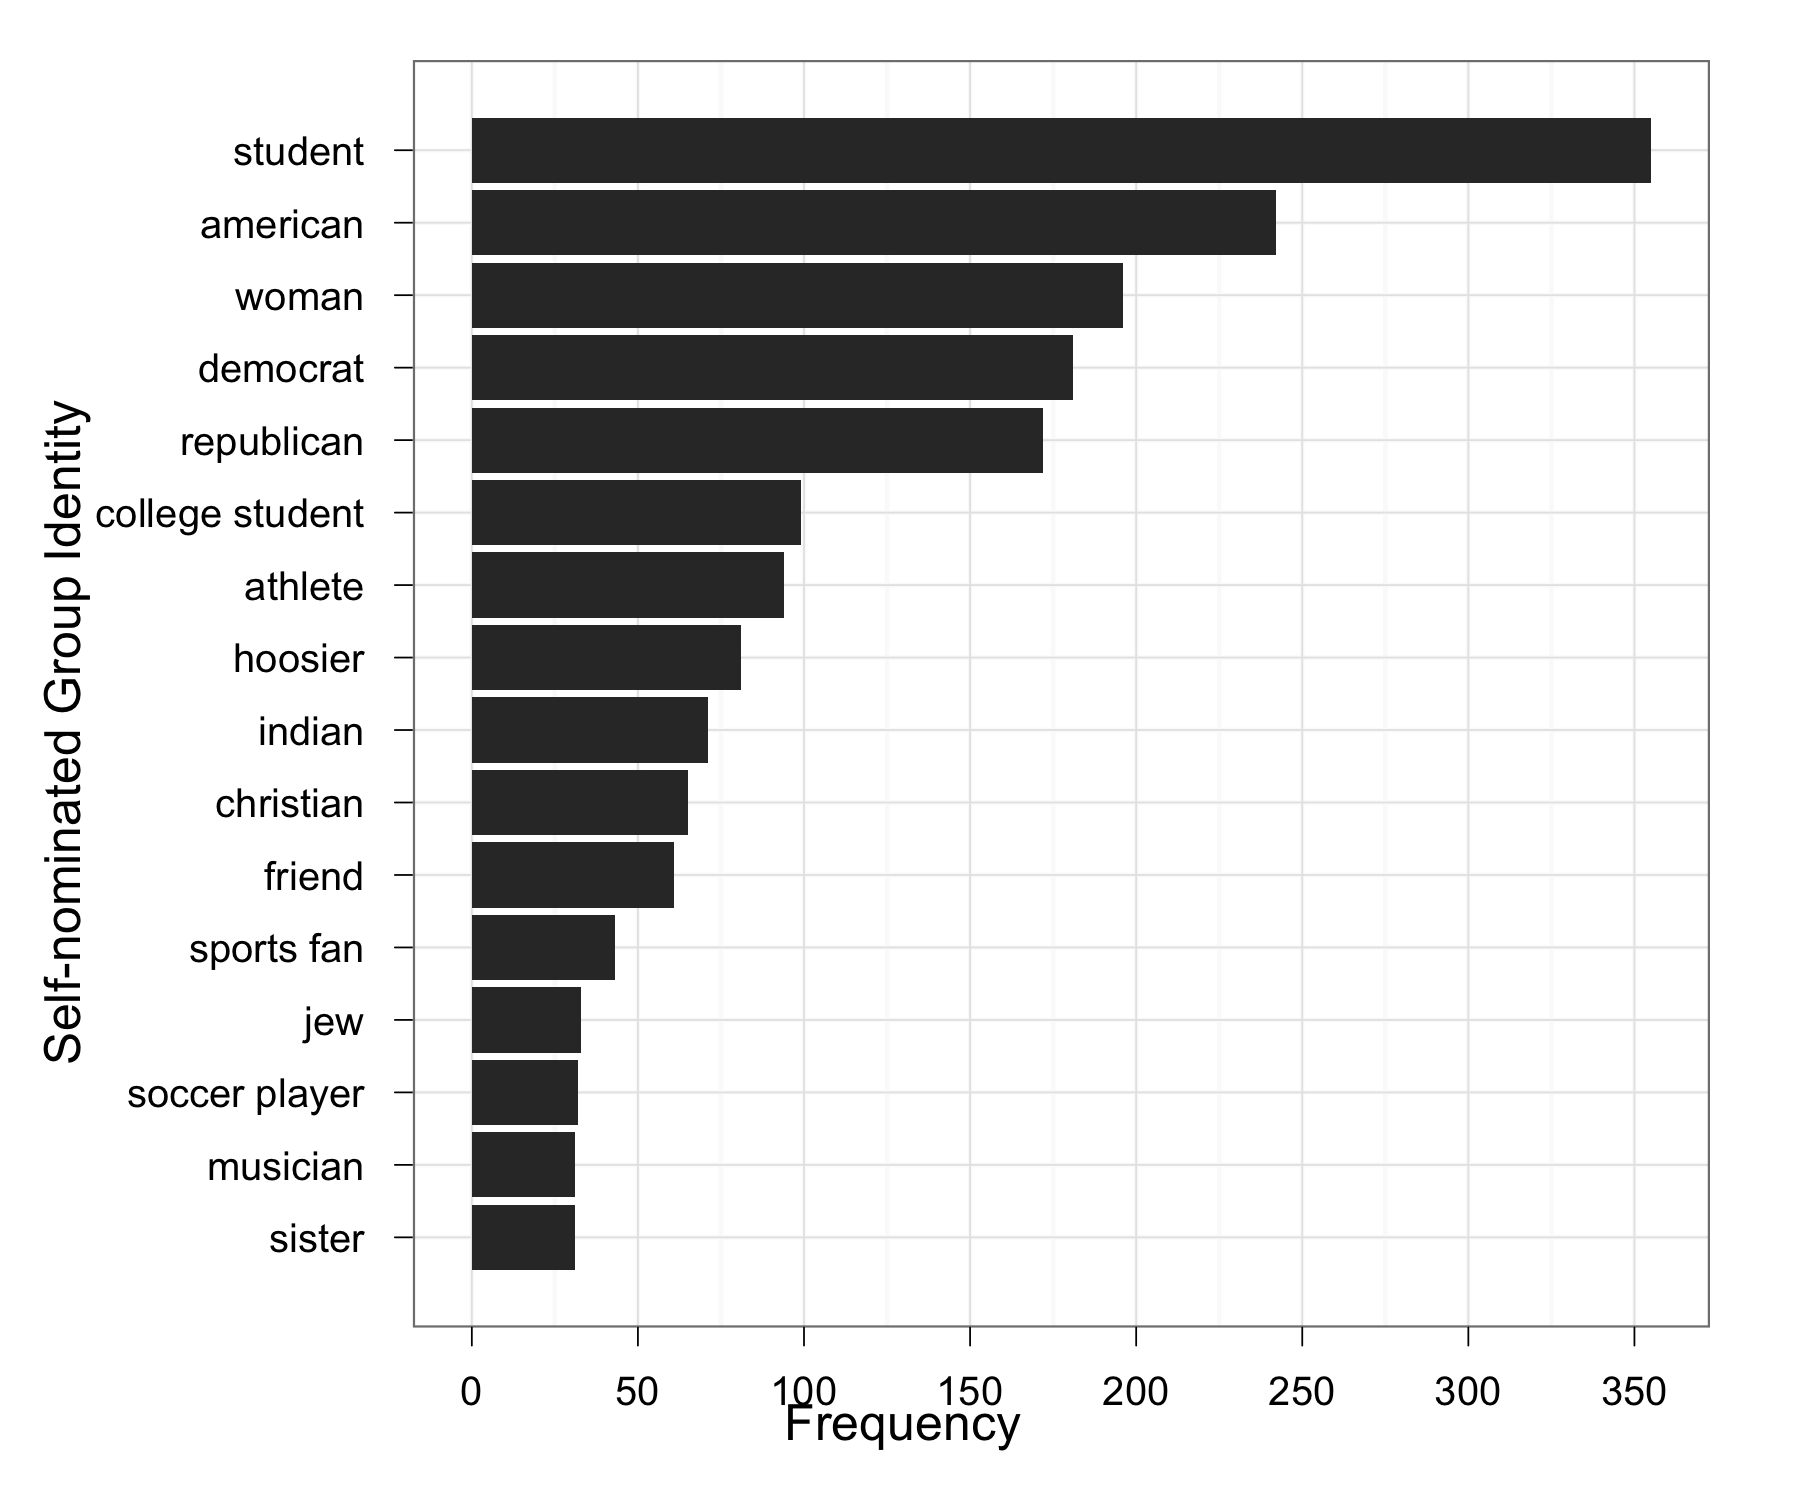 student
american
woman
democrat
republican
college student
athlete
hoosier
indian
christian
friend
sports fan
jew
soccer player
musician
sister
Self-nominated Group Identity
0 50 100 150 200 250 300 350
Frequency